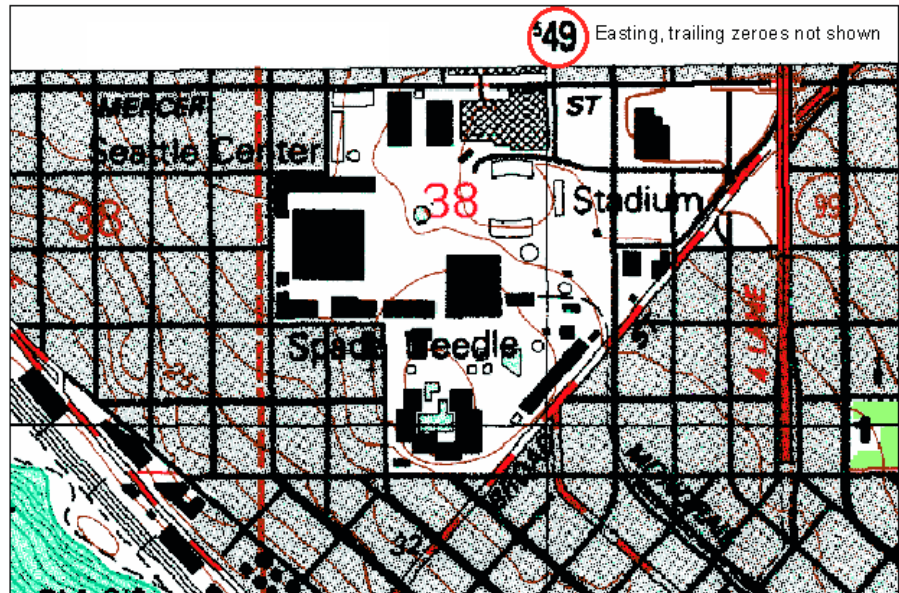 ⁵49 Easting, trailing zeroes not shown
MERCER ST
Seattle Center
38 Stadium
38 99
4 LANE
Space Needle